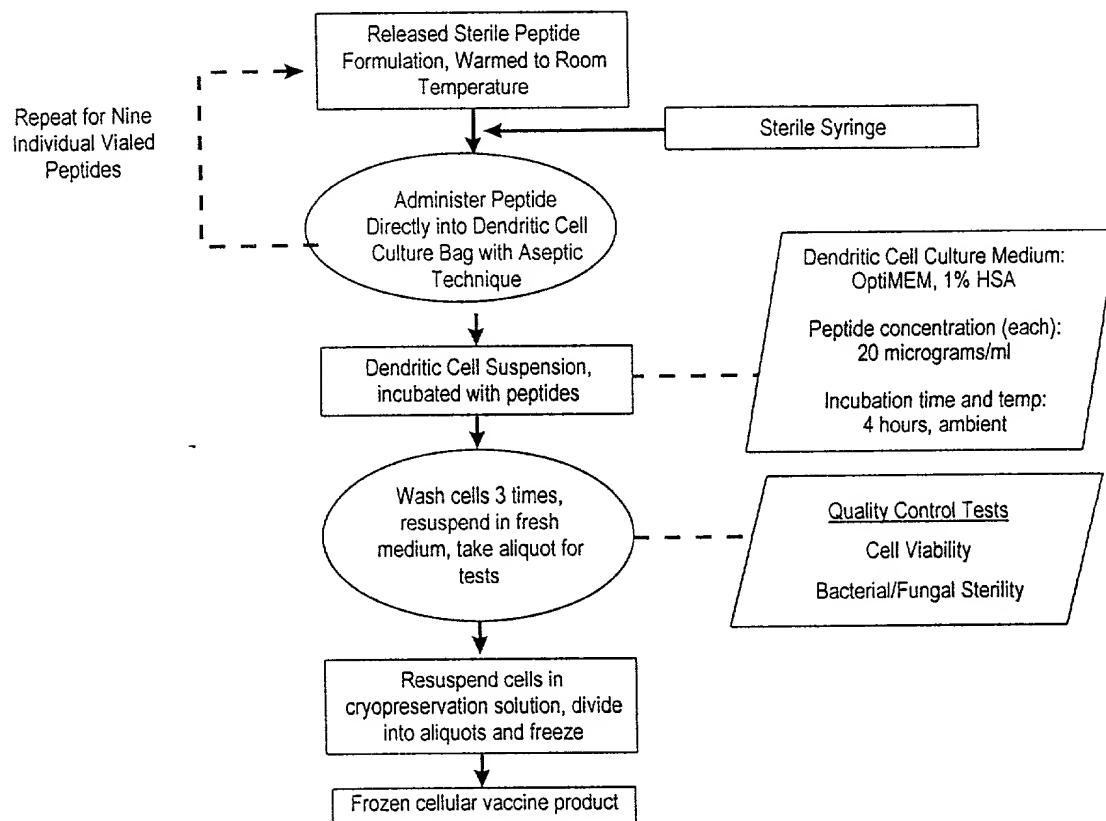 Released Sterile Peptide
Formulation, Warmed to Room
Temperature
Repeat for Nine
Individual Vialed
Peptides
Sterile Syringe
Administer Peptide
Directly into Dendritic Cell
Culture Bag with Aseptic
Technique
Dendritic Cell Culture Medium:
OptiMEM, 1% HSA
Peptide concentration (each):
20 micrograms/ml
Incubation time and temp:
4 hours, ambient
Dendritic Cell Suspension,
incubated with peptides
Wash cells 3 times,
resuspend in fresh
medium, take aliquot for
tests
Quality Control Tests
Cell Viability
Bacterial/Fungal Sterility
Resuspend cells in
cryopreservation solution, divide
into aliquots and freeze
Frozen cellular vaccine product